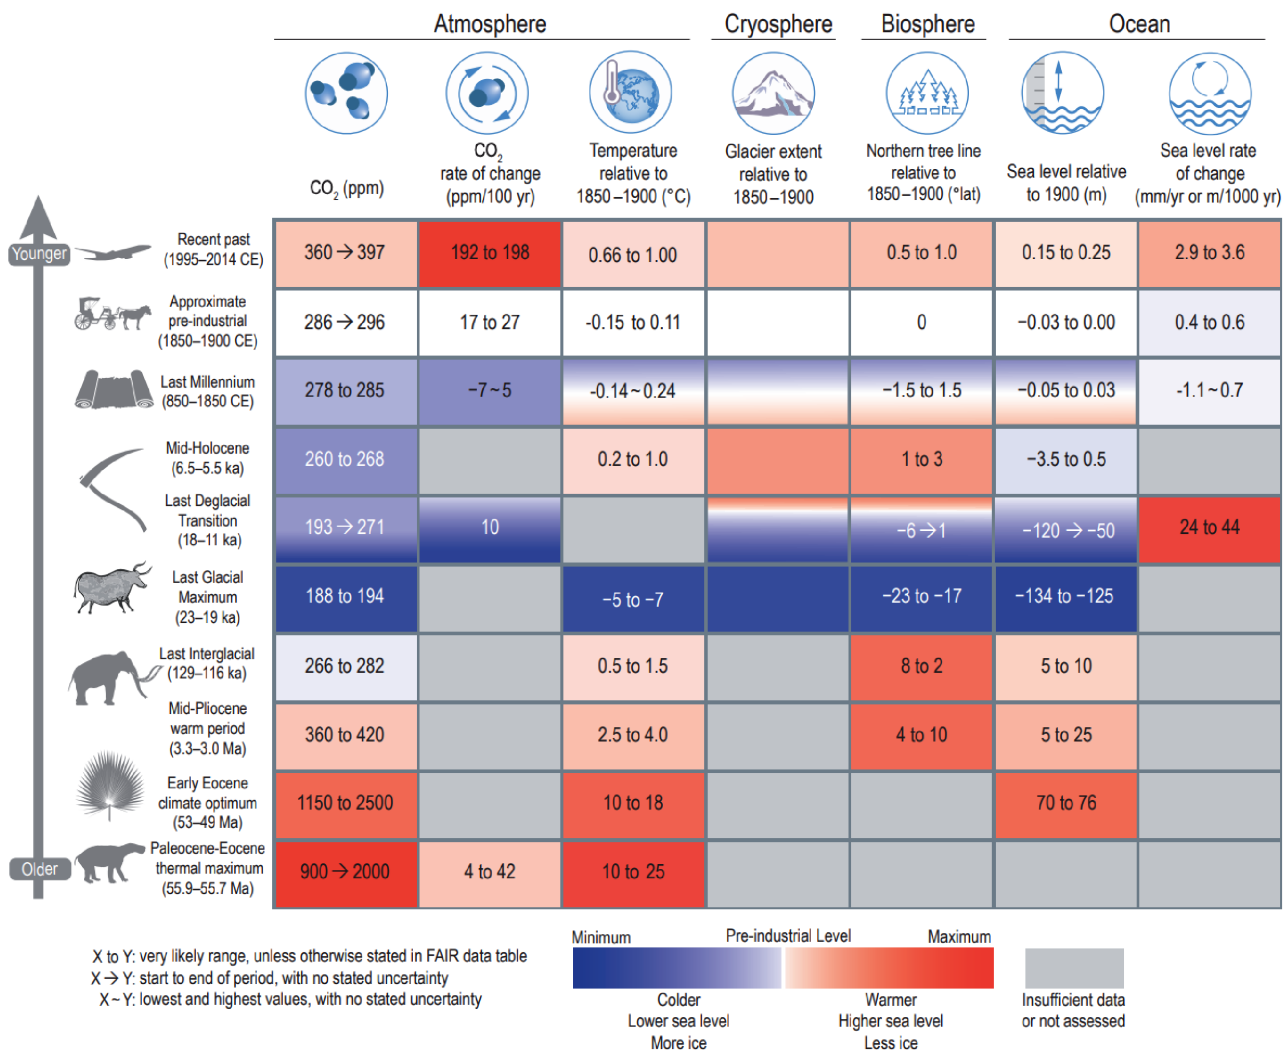 Atmosphere Cryosphere Biosphere Ocean
CO2 (ppm)
CO2
rate of change
(ppm/100 yr)
Temperature
relative to
1850–1900 (°C)
Glacier extent
relative to
1850–1900
Northern tree line
relative to
1850–1900 (°lat)
Sea level relative
to 1900 (m)
Sea level rate
of change
(mm/yr or m/1000 yr)
Younger
Recent past
(1995–2014 CE)
360 → 397 192 to 198 0.66 to 1.00 0.5 to 1.0 0.15 to 0.25 2.9 to 3.6
Approximate
pre-industrial
(1850–1900 CE)
286 → 296 17 to 27 -0.15 to 0.11 0 −0.03 to 0.00 0.4 to 0.6
Last Millennium
(850–1850 CE)
278 to 285 −7 ~ 5 -0.14 ~ 0.24 −1.5 to 1.5 −0.05 to 0.03 -1.1 ~ 0.7
Mid-Holocene
(6.5–5.5 ka)
260 to 268 0.2 to 1.0 1 to 3 −3.5 to 0.5
Last Deglacial
Transition
(18–11 ka)
193 → 271 10 −6 → 1 −120 → −50 24 to 44
Last Glacial
Maximum
(23–19 ka)
188 to 194 −5 to −7 −23 to −17 −134 to −125
Last Interglacial
(129–116 ka)
266 to 282 0.5 to 1.5 8 to 2 5 to 10
Mid-Pliocene
warm period
(3.3–3.0 Ma)
360 to 420 2.5 to 4.0 4 to 10 5 to 25
Early Eocene
climate optimum
(53–49 Ma)
1150 to 2500 10 to 18 70 to 76
Older
Paleocene-Eocene
thermal maximum
(55.9–55.7 Ma)
900 → 2000 4 to 42 10 to 25
X to Y: very likely range, unless otherwise stated in FAIR data table
X → Y: start to end of period, with no stated uncertainty
X ~ Y: lowest and highest values, with no stated uncertainty
Minimum Pre-industrial Level Maximum
Colder
Lower sea level
More ice
Warmer
Higher sea level
Less ice
Insufficient data
or not assessed